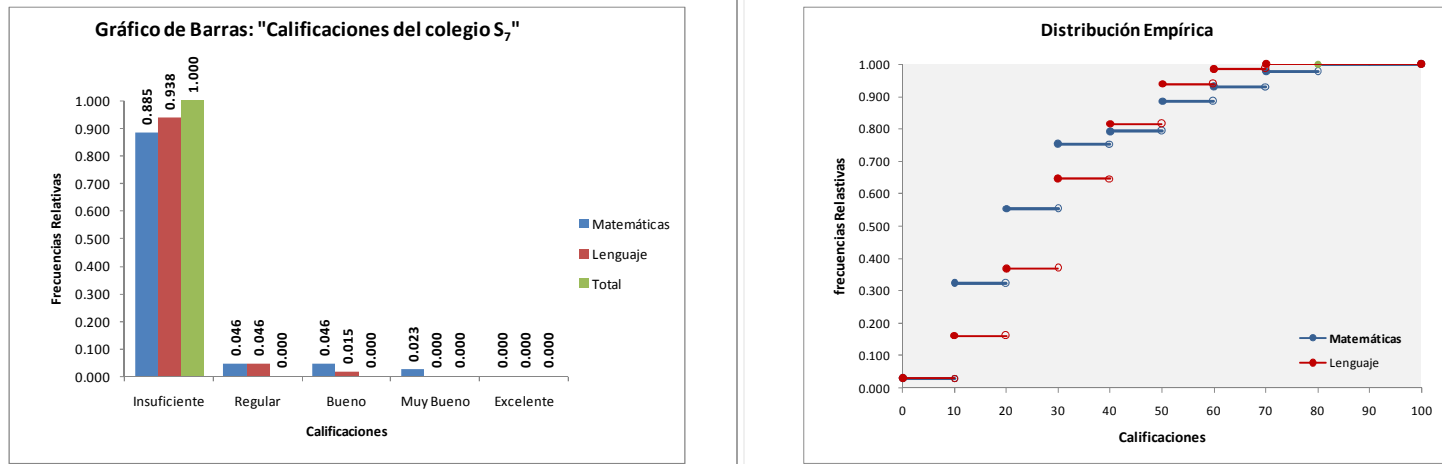 Gráfico de Barras: "Calificaciones del colegio S7"
Frecuencias Relativas
1.000
0.900
0.800
0.700
0.600
0.500
0.400
0.300
0.200
0.100
0.000
0.885 0.938 1.000
0.046 0.046 0.000
0.046 0.015 0.000
0.023 0.000 0.000
0.000 0.000 0.000
Insuficiente Regular Bueno Muy Bueno Excelente
Calificaciones
Matemáticas
Lenguaje
Total
Distribución Empírica
frecuencias Relastivas
1.000
0.900
0.800
0.700
0.600
0.500
0.400
0.300
0.200
0.100
0.000
0 10 20 30 40 50 60 70 80 90 100
Calificaciones
Matemáticas
Lenguaje